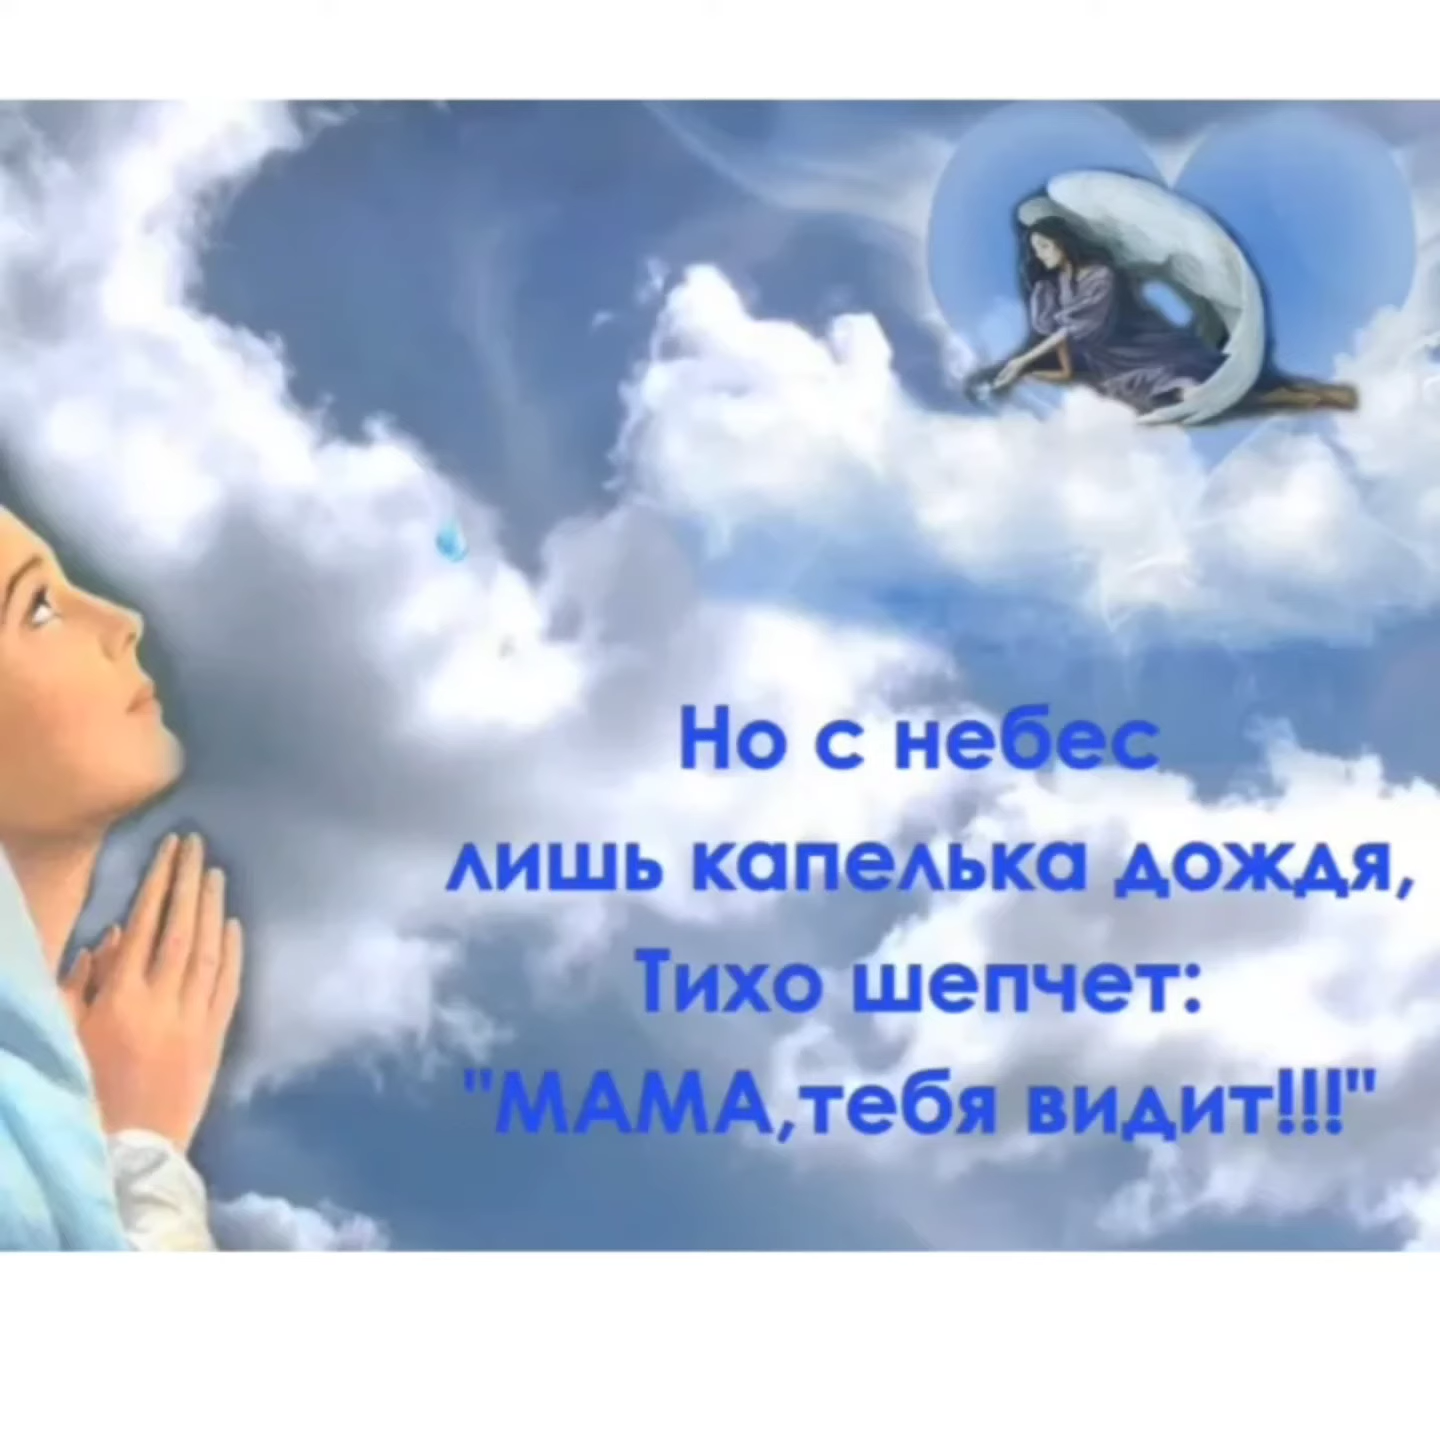 Но с небес
лишь капелька дождя,
Тихо шепчет:
"МАМА,тебя видит!!!"